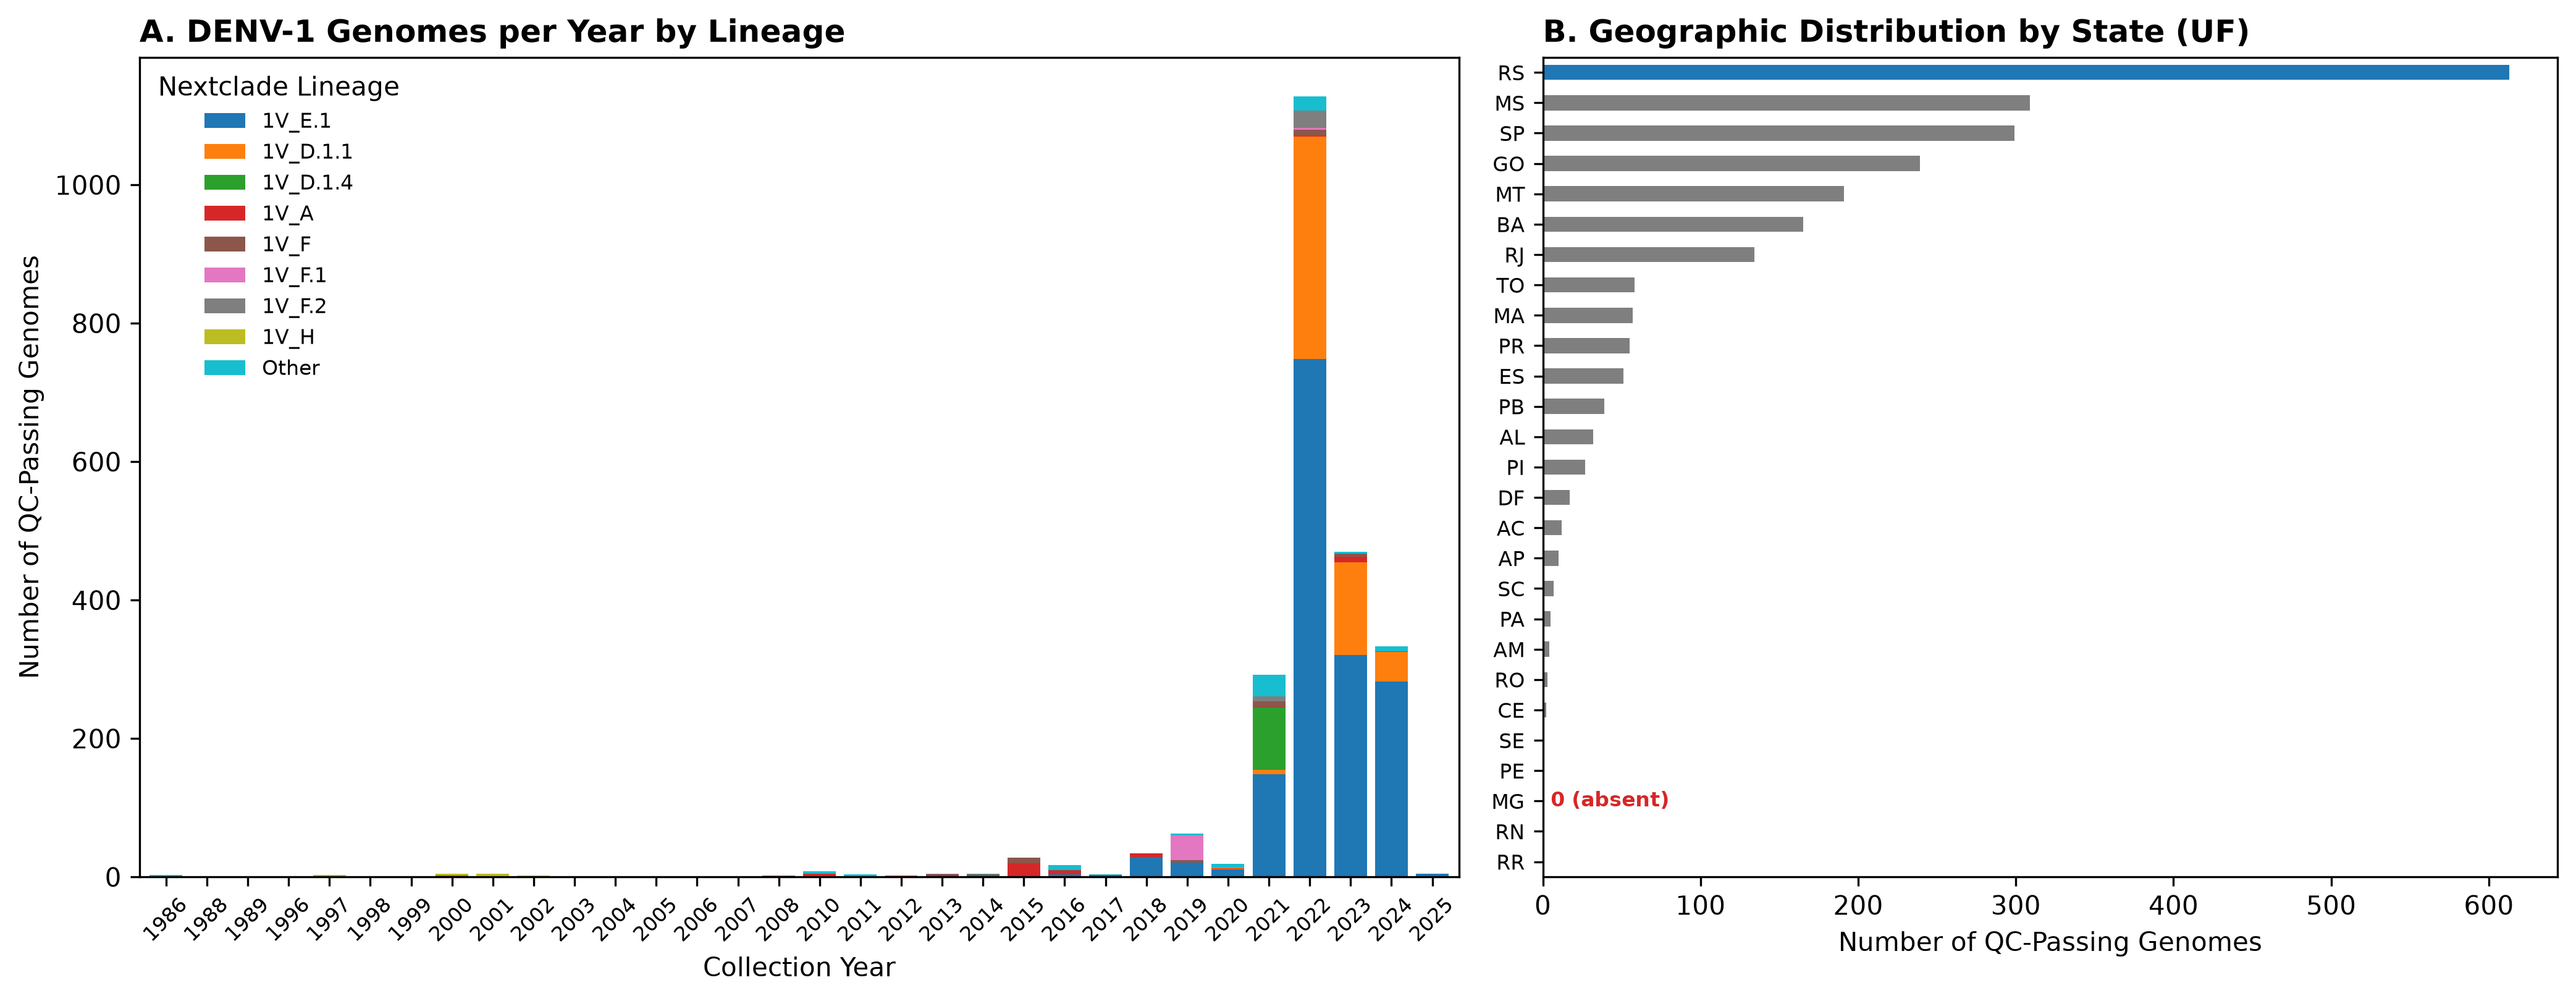 A. DENV-1 Genomes per Year by Lineage
Number of QC-Passing Genomes
1000
800
600
400
200
0
Nextclade Lineage
1V_E.1
1V_D.1.1
1V_D.1.4
1V_A
1V_F
1V_F.1
1V_F.2
1V_H
Other
1986 1988 1989 1996 1997 1998 1999 2000 2001 2002 2003 2004 2005 2006 2007 2008 2010 2011 2012 2013 2014 2015 2016 2017 2018 2019 2020 2021 2022 2023 2024 2025
Collection Year
B. Geographic Distribution by State (UF)
RS
MS
SP
GO
MT
BA
RJ
TO
MA
PR
ES
PB
AL
PI
DF
AC
AP
SC
PA
AM
RO
CE
SE
PE
MG 0 (absent)
RN
RR
0 100 200 300 400 500 600
Number of QC-Passing Genomes